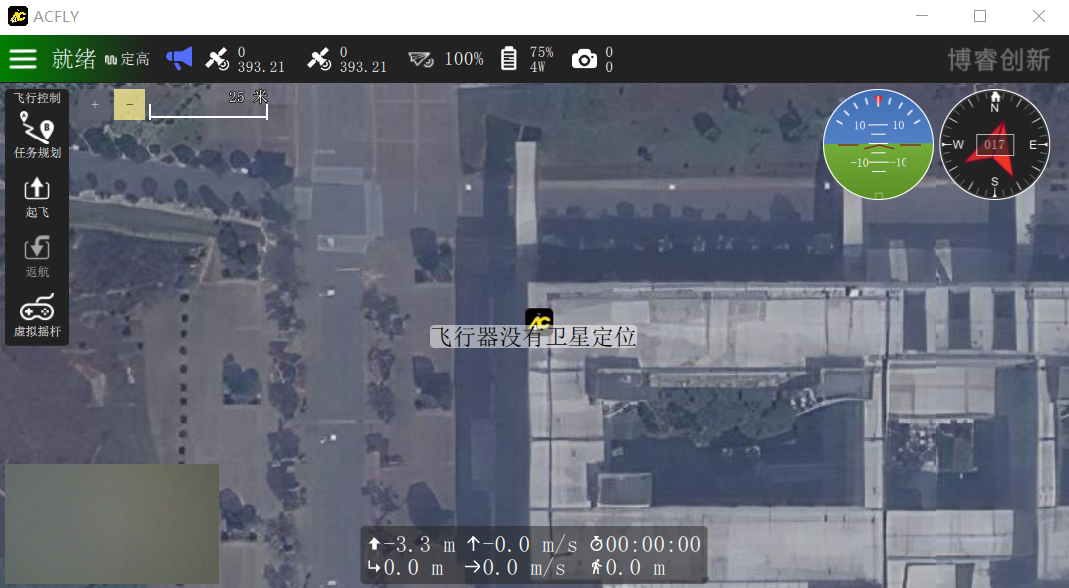 ACFLY
就绪 定高
0
393.21
0
393.21
100%
75%
4W
0
0
博睿创新
飞行控制
任务规划
起飞
返航
虚拟摇杆
+
-
25 米
10 10
-10 -10
N
W 017 E
S
AC
飞行器没有卫星定位
-3.3 m -0.0 m/s 00:00:00
0.0 m 0.0 m/s 0.0 m